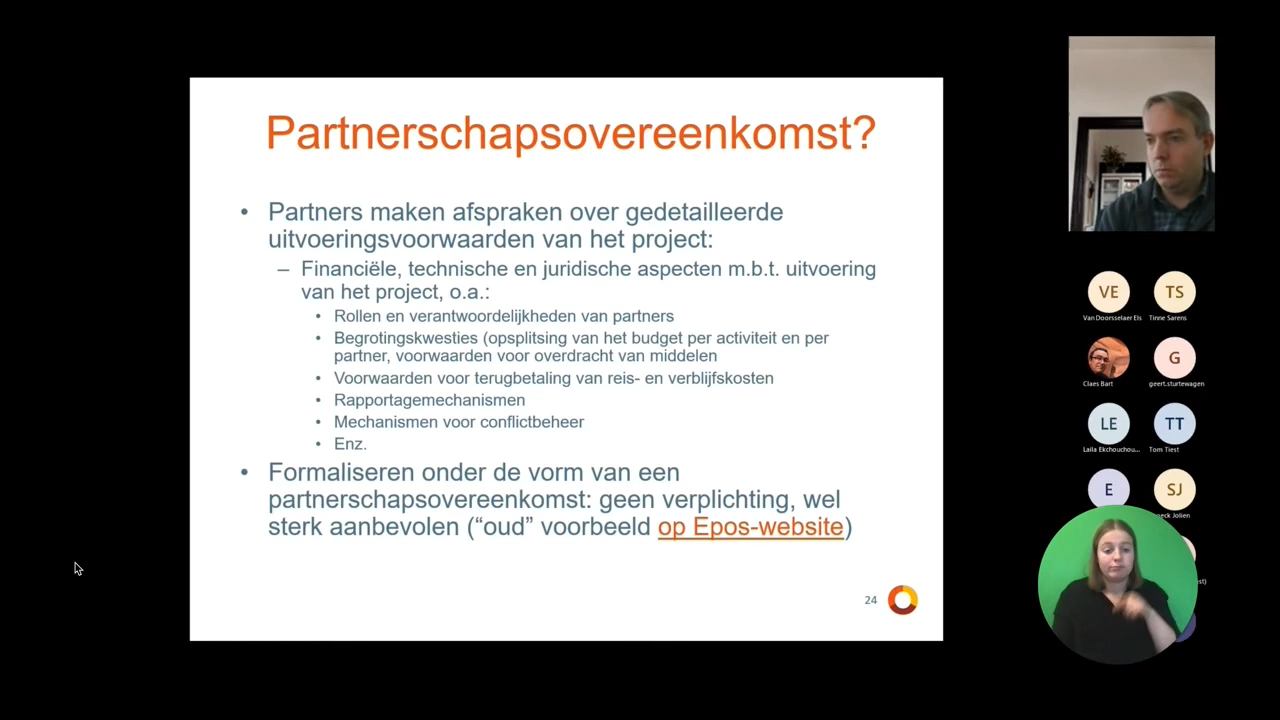 Partnerschapsovereenkomst?
• Partners maken afspraken over gedetailleerde
uitvoeringsvoorwaarden van het project:
– Financiële, technische en juridische aspecten m.b.t. uitvoering
van het project, o.a.:
• Rollen en verantwoordelijkheden van partners
• Begrotingskwesties (opsplitsing van het budget per activiteit en per
partner, voorwaarden voor overdracht van middelen
• Voorwaarden voor terugbetaling van reis- en verblijfskosten
• Rapportagemechanismen
• Mechanismen voor conflictbeheer
• Enz.
• Formaliseren onder de vorm van een
partnerschapsovereenkomst: geen verplichting, wel
sterk aanbevolen (“oud” voorbeeld op Epos-website)
24
VE
TS
Van Doorsselaer Els
Tinne Sarens
G
Claes Bart
geert.sturtewagen
LE
TT
Laila Ekchouchou...
Tom Tiest
E
SJ
Jolien